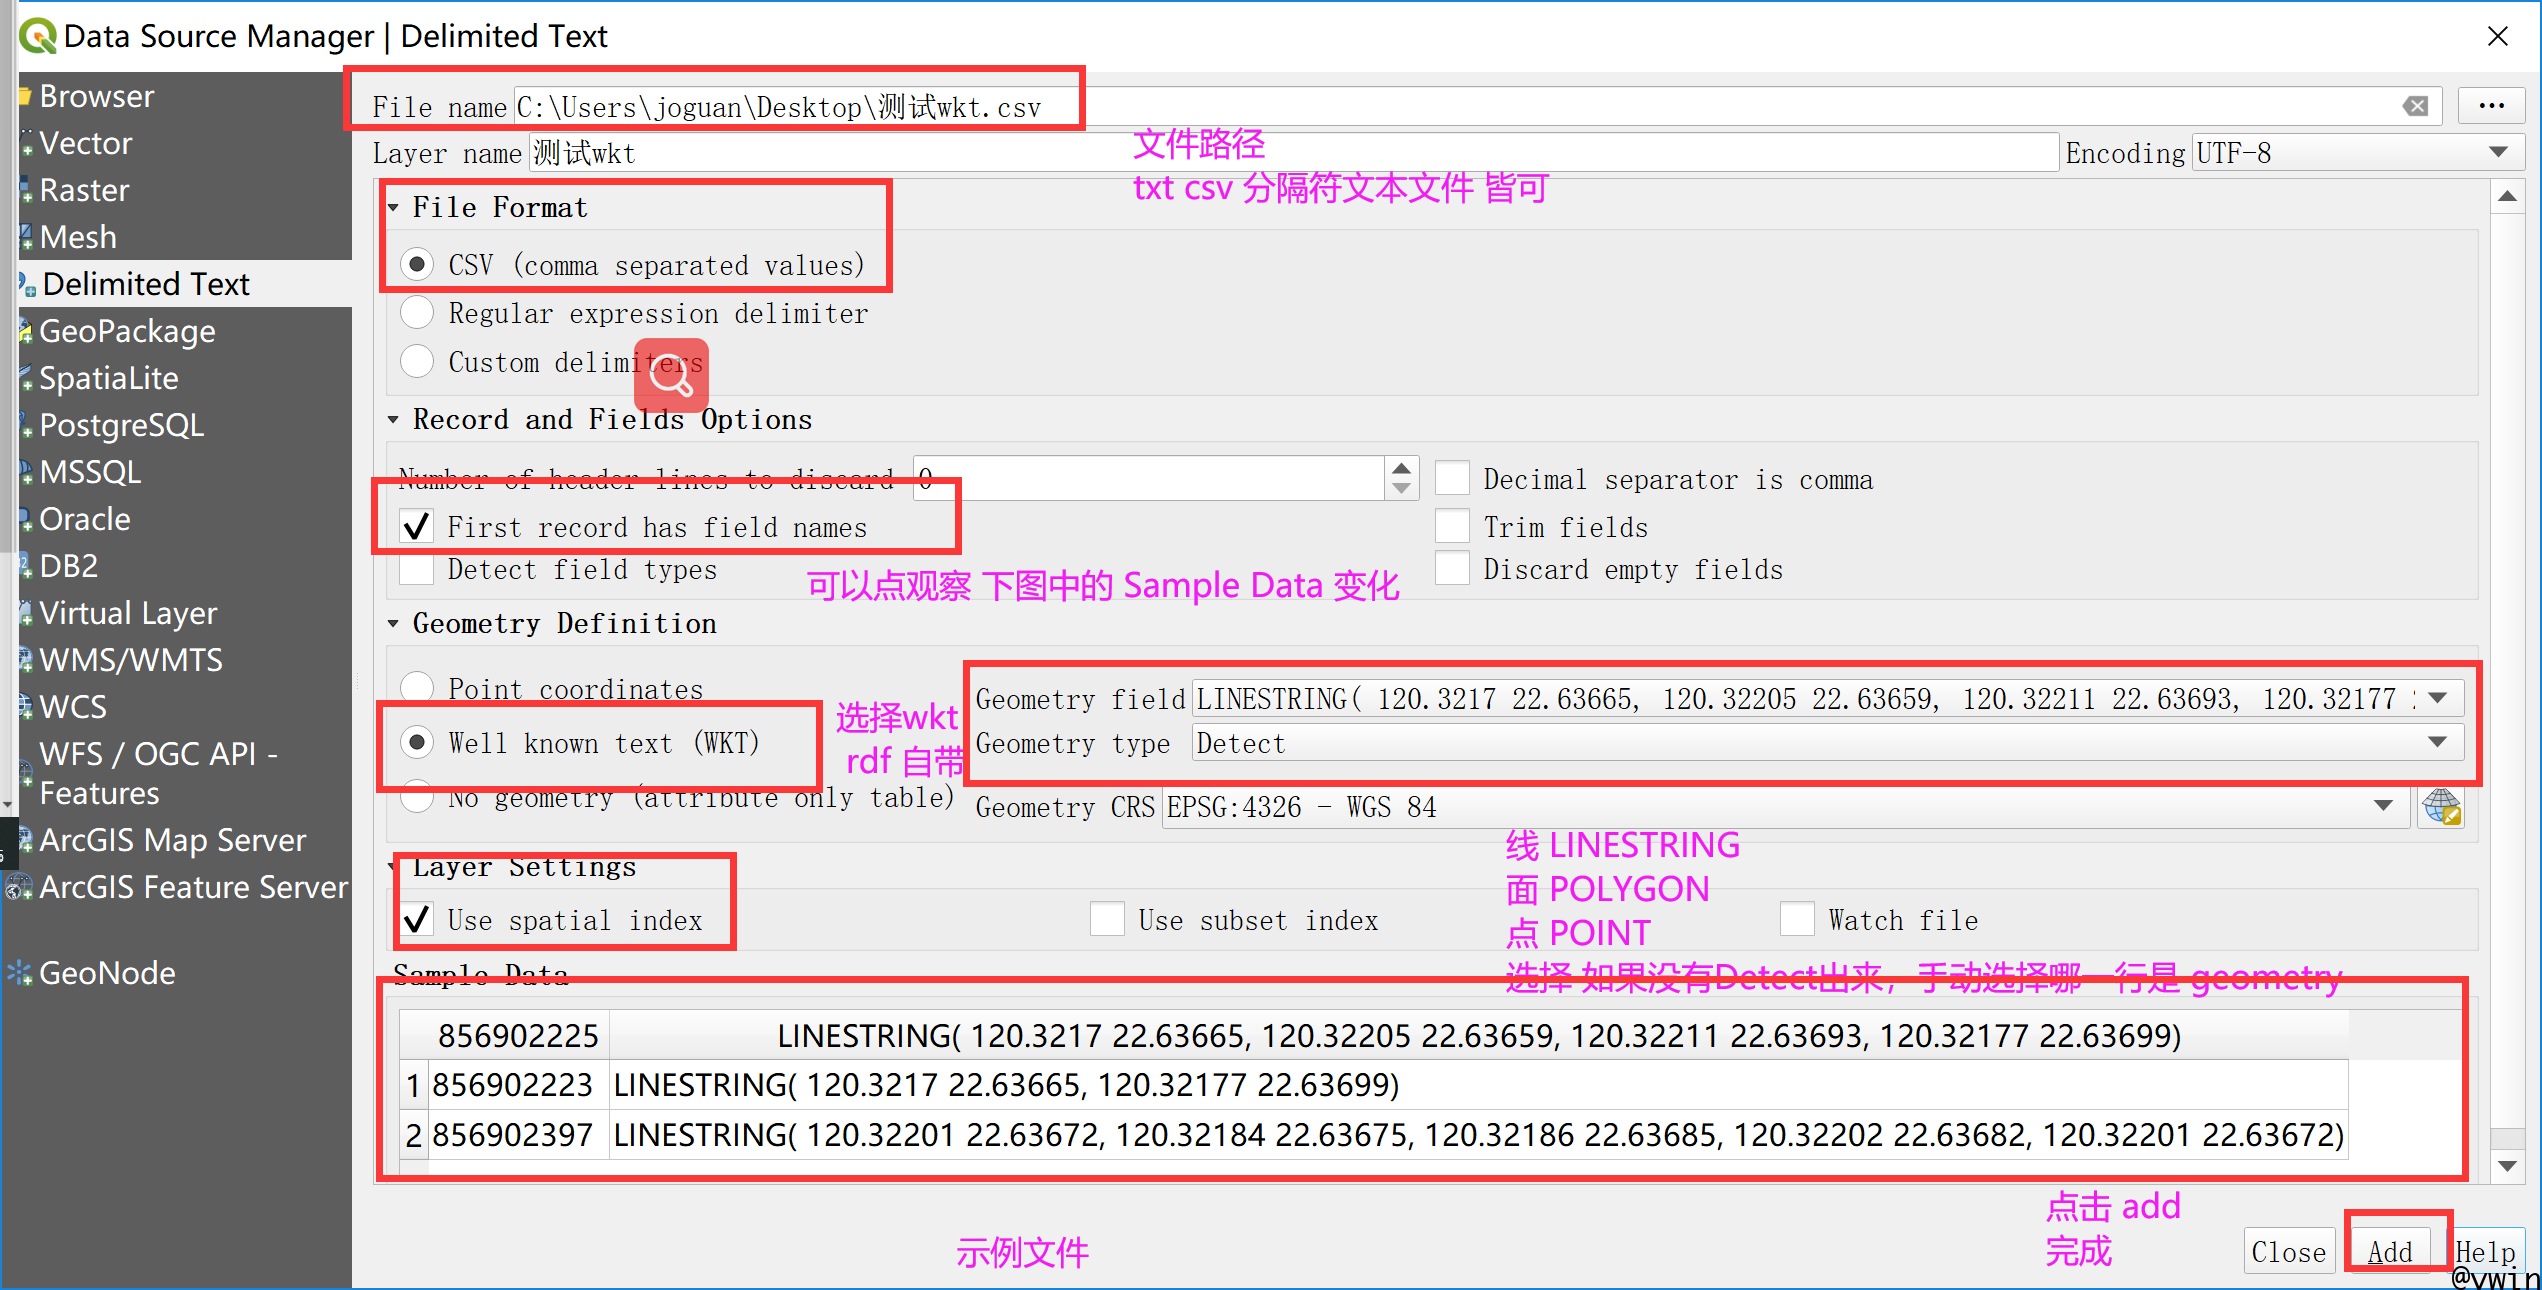 Data Source Manager | Delimited Text
Browser
Vector
Raster
Mesh
Delimited Text
GeoPackage
SpatiaLite
PostgreSQL
MSSQL
Oracle
DB2
Virtual Layer
WMS/WMTS
WCS
WFS / OGC API -
Features
ArcGIS Map Server
ArcGIS Feature Server
GeoNode
File name C:\Users\joguan\Desktop\测试wkt.csv ...
Layer name 测试wkt Encoding UTF-8
文件路径
txt csv 分隔符文本文件 皆可
File Format
CSV (comma separated values)
Regular expression delimiter
Custom delimiters
Record and Fields Options
Number of header lines to discard 0 Decimal separator is comma
First record has field names Trim fields
Detect field types Discard empty fields
可以点观察 下图中的 Sample Data 变化
Geometry Definition
Point coordinates
Well known text (WKT)
No geometry (attribute only table)
选择wkt
rdf 自带
Geometry field LINESTRING( 120.3217 22.63665, 120.32205 22.63659, 120.32211 22.63693, 120.32177
Geometry type Detect
Geometry CRS EPSG:4326 - WGS 84
线 LINESTRING
面 POLYGON
点 POINT
选择 如果没有Detect出来，手动选择哪一行是 geometry
Layer Settings
Use spatial index Use subset index Watch file
Sample Data
856902225 LINESTRING( 120.3217 22.63665, 120.32205 22.63659, 120.32211 22.63693, 120.32177 22.63699)
1 856902223 LINESTRING( 120.3217 22.63665, 120.32177 22.63699)
2 856902397 LINESTRING( 120.32201 22.63672, 120.32184 22.63675, 120.32186 22.63685, 120.32202 22.63682, 120.32201 22.63672)
示例文件
点击 add
完成
Close Add Help